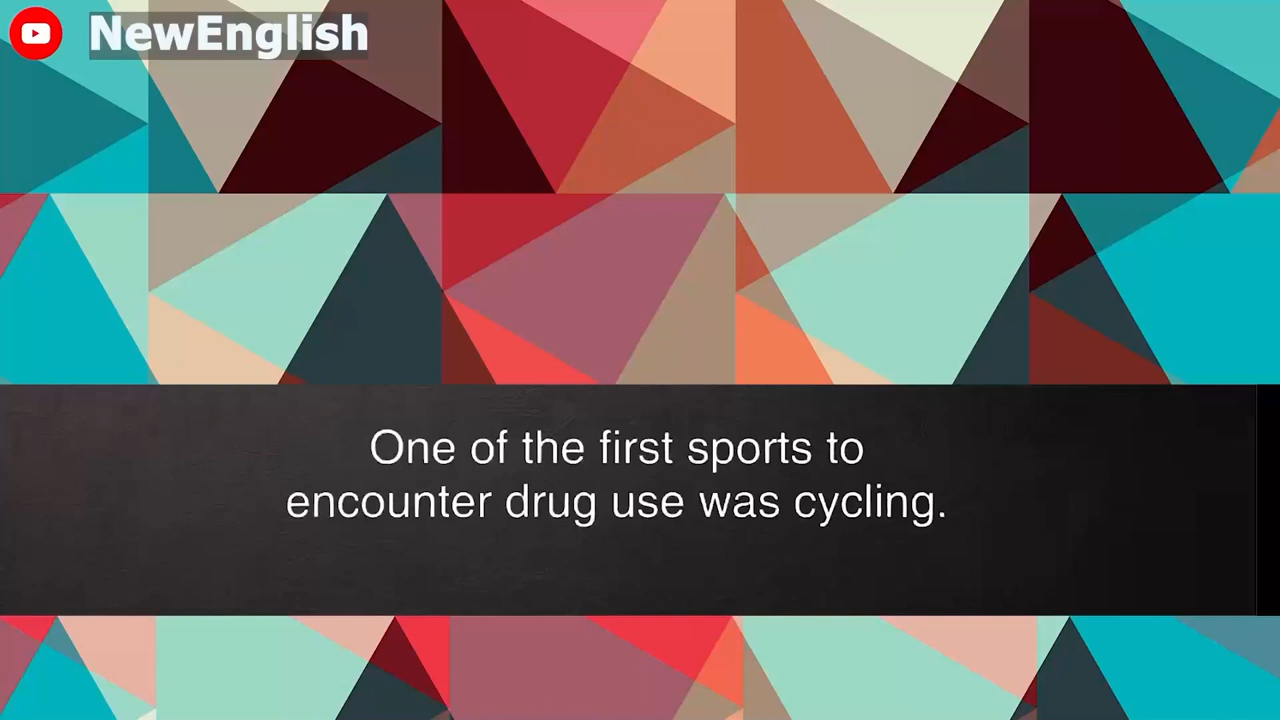 NewEnglish
One of the first sports to
encounter drug use was cycling.